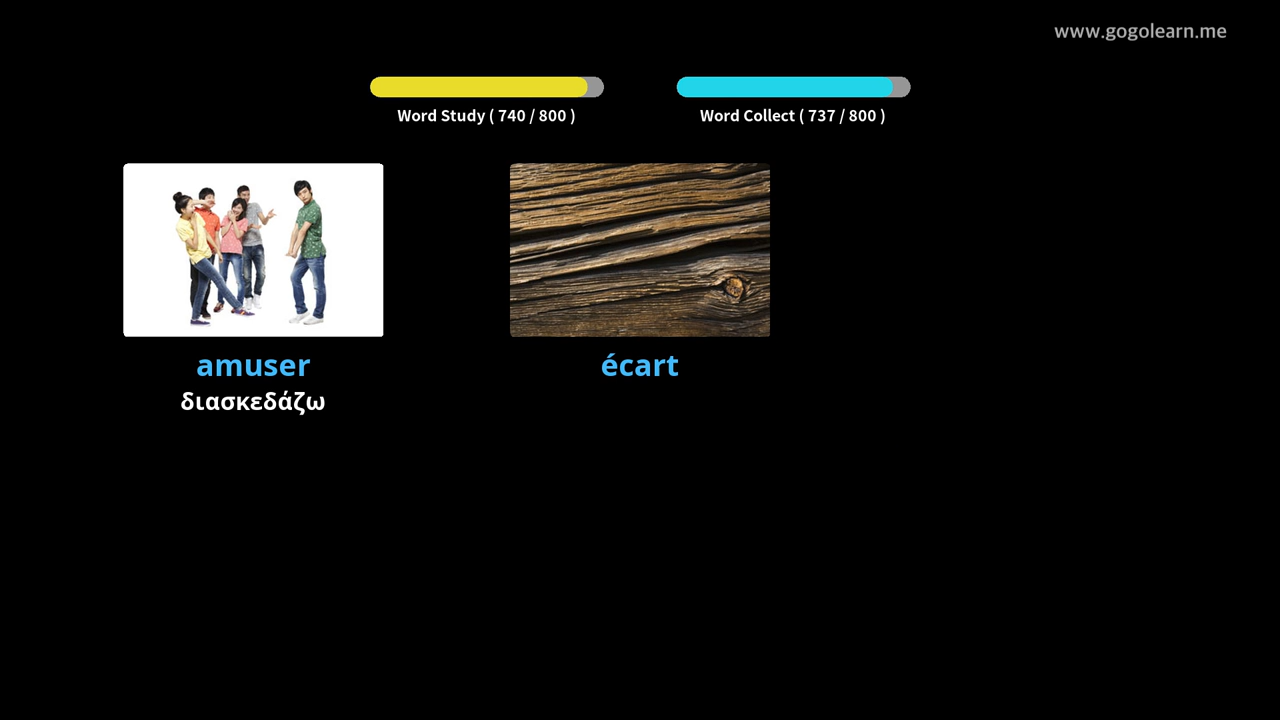 www.gogolearn.me
Word Study ( 740 / 800 )
Word Collect ( 737 / 800 )
amuser
διασκεδάζω
écart